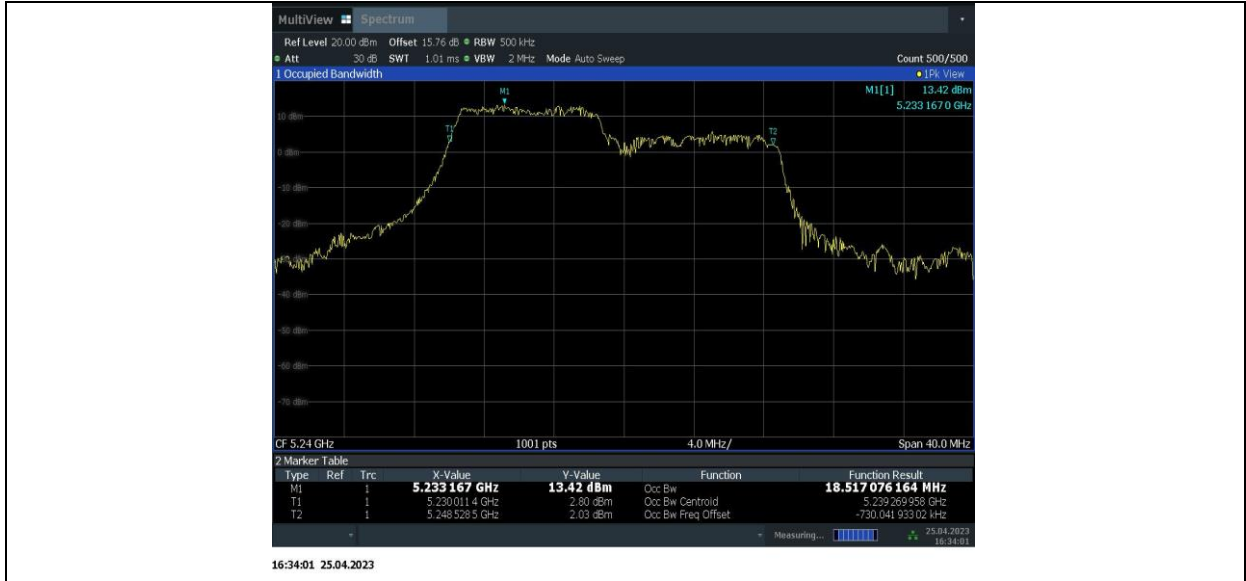 MultiView Spectrum
Ref Level 20.00 dBm Offset 15.76 dB RBW 500 kHz
Att 30 dB SWT 1.01 ms VBW 2 MHz Mode Auto Sweep Count 500/500
1 Occupied Bandwidth 1Pk View
M1[1] 13.42 dBm
5.233 167 0 GHz
M1
10 dBm
T1
T2
0 dBm
-10 dBm
-20 dBm
-30 dBm
-40 dBm
-50 dBm
-60 dBm
-70 dBm
CF 5.24 GHz 1001 pts 4.0 MHz/ Span 40.0 MHz
2 Marker Table
Type Ref Trc X-Value Y-Value Function Function Result
M1 1 5.233 167 GHz 13.42 dBm Occ Bw 18.517 076 164 MHz
T1 1 5.230 011 4 GHz 2.80 dBm Occ Bw Centroid 5.239 269 958 GHz
T2 1 5.248 528 5 GHz 2.03 dBm Occ Bw Freq Offset -730.041 933 02 kHz
Measuring... 25.04.2023
16:34:01
16:34:01 25.04.2023